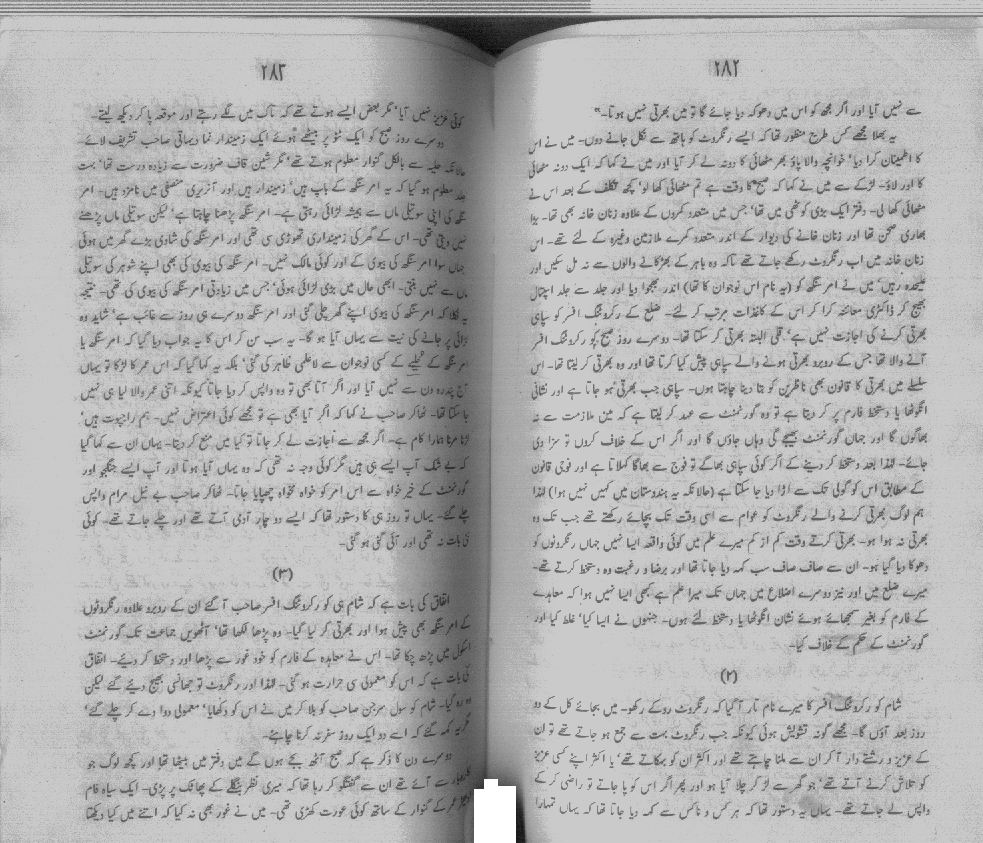 ۲۸۲
سے نہیں آیا اور اگر مجھ کو اس میں دھوکہ دیا جائے گا تو میں بھرتی نہیں ہوتا۔"
یہ بھلا مجھے کس طرح منظور تھا کہ ایسے رنگروٹ کو ہاتھ سے نکل جانے دوں۔ میں نے اس
کا اطمینان کرا دیا' خوانچہ والا پاؤ بھر مٹھائی کا دونہ لے کر آیا اور میں نے کہا کہ ایک دونہ مٹھائی
کا اور لاؤ۔ لڑکے سے میں نے کہا کہ صبح کا وقت ہے تم مٹھائی کھا لو' کچھ تکلف کے بعد اس نے
مٹھائی کھا لی۔ دفتر ایک بڑی کوٹھی میں تھا' جس میں متعدد کمروں کے علاوہ زنان خانہ بھی تھا۔ بڑا
بھاری صحن تھا اور زنان خانے کی دیوار کے اندر متعدد کمرے ملازمین وغیرہ کے لئے تھے۔ اس
زنان خانہ میں اب رنگروٹ رکھے جاتے تھے تاکہ وہ باہر کے بھڑکانے والوں سے نہ مل سکیں اور
علیحدہ رہیں' میں نے امر سنگھ کو (یہ نام اس نوجوان کا تھا) اندر بھجوا دیا اور جلد سے جلد اسپتال
بھیج کر ڈاکٹری معائنہ کرا کر اس کے کاغذات مرتب کر لئے۔ ضلع کے رکروٹنگ افسر کو سپاہی
بھرتی کرنے کی اجازت نہیں ہے' قلی البتہ بھرتی کر سکتا تھا۔ دوسرے روز صبح کو رکروٹنگ افسر
آنے والا تھا جس کے روبرو بھرتی ہونے والے سپاہی پیش کیا کرتا تھا اور وہ بھرتی کر لیتا تھا۔ اس
سلسلے میں بھرتی کا قانون بھی ناظرین کو بتا دینا چاہتا ہوں۔ سپاہی جب بھرتی ہو جاتا ہے اور نشانی
انگوٹھا یا دستخط فارم پر کر دیتا ہے تو وہ گورنمنٹ سے عہد کر لیتا ہے کہ میں ملازمت سے نہ
بھاگوں گا اور جہاں گورنمنٹ بھیجے گی وہاں جاؤں گا اور اگر اس کے خلاف کروں تو سزا دی
جائے۔ لہٰذا بعد دستخط کر دینے کے اگر کوئی سپاہی بھاگے تو فوج سے بھاگا کہلاتا ہے اور فوجی قانون
کے مطابق اس کو گولی تک سے اڑا دیا جا سکتا ہے (حالانکہ یہ ہندوستان میں کہیں نہیں ہوا) لہٰذا
ہم لوگ بھرتی کرنے والے رنگروٹ کو عوام سے اسی وقت تک بچائے رکھتے تھے جب تک وہ
بھرتی نہ ہوا ہو۔ بھرتی کرتے وقت کم از کم میرے علم میں کوئی واقعہ ایسا نہیں جہاں رنگروٹوں کو
دھوکا دیا گیا ہو۔ ان سے صاف صاف سب کہہ دیا جاتا تھا اور برضا و رغبت وہ دستخط کرتے تھے۔
میرے ضلع میں اور نیز دوسرے اضلاع میں جہاں تک میرا علم ہے کبھی ایسا نہیں ہوا کہ معاہدے
کے فارم کو بغیر سمجھائے ہوئے نشان انگوٹھا یا دستخط لئے ہوں۔ جنہوں نے ایسا کیا' غلط کیا اور
گورنمنٹ کے حکم کے خلاف کیا۔
(۲)
شام کو رکروٹنگ افسر کا میرے نام تار آ گیا کہ رنگروٹ روکے رکھو۔ میں بجائے کل کے دو
روز بعد آؤں گا۔ مجھے گونہ تشویش ہوئی کیونکہ جب رنگروٹ بہت سے جمع ہو جاتے تھے تو ان
کے عزیز و رشتے دار آ کر ان سے ملنا چاہتے تھے اور اکثر ان کو بہکاتے تھے' یا اکثر اپنے کسی عزیز
کو تلاش کرنے آتے تھے' جو گھر سے لڑ کر چلا آیا ہو اور پھر اگر اس کو پا جاتے تو راضی کر کے
واپس لے جاتے تھے۔ یہاں یہ دستور تھا کہ ہر کس و ناکس سے کہہ دیا جاتا تھا کہ یہاں تمہارا
۲۸۳
کوئی عزیز نہیں آیا' مگر بعض ایسے ہوتے تھے کہ تاک میں لگے رہتے اور موقعہ پا کر دیکھ لیتے۔
دوسرے روز صبح کو ایک ٹٹو پر بیٹھے ہوئے ایک زمیندار نما دیہاتی صاحب تشریف لائے۔
حالانکہ حلیہ سے بالکل گنوار معلوم ہوتے تھے' مگر شین قاف ضرورت سے زیادہ درست تھا' بہت
جلد معلوم ہو گیا کہ یہ امر سنگھ کے باپ ہیں' زمیندار ہیں اور آنریری منصفی میں نامزد ہیں۔ امر
سنگھ کی اپنی سوتیلی ماں سے ہمیشہ لڑائی رہتی ہے۔ امر سنگھ پڑھنا چاہتا ہے' لیکن سوتیلی ماں پڑھنے
نہیں دیتی تھی۔ اس کے گھر کی زمینداری تھوڑی سی تھی اور امر سنگھ کی شادی بڑے گھر میں ہوئی
جہاں سوا امر سنگھ کی بیوی کے اور کوئی مالک نہیں۔ امر سنگھ کی بیوی کی بھی اپنے شوہر کی سوتیلی
ماں سے نہیں بنتی۔ ابھی حال میں بڑی لڑائی ہوئی' جس میں زیادتی امر سنگھ کی بیوی کی تھی۔ نتیجہ
یہ نکلا کہ امر سنگھ کی بیوی اپنے گھر چلی گئی اور امر سنگھ دوسرے ہی روز سے غائب ہے' شاید وہ
لڑائی پر جانے کی نیت سے یہاں آیا ہو گا۔ یہ سب سن کر اس کا یہ جواب دیا گیا کہ امر سنگھ یا
امر سنگھ کے حلیے کے کسی نوجوان سے لاعلمی ظاہر کی گئی' بلکہ یہ کہا گیا کہ اس عمر کا لڑکا تو یہاں
آج پندرہ دن سے نہیں آیا اور اگر آتا بھی تو وہ واپس کر دیا جاتا کیونکہ اتنی عمر والا لیا ہی نہیں
جا سکتا تھا۔ ٹھاکر صاحب نے کہا کہ اگر آیا بھی ہے تو مجھے کوئی اعتراض نہیں۔ ہم راجپوت ہیں'
لڑنا مرنا ہمارا کام ہے۔ اگر مجھ سے اجازت لے کر جاتا تو کیا میں منع کر دیتا۔ یہاں ان سے کہا گیا
کہ بے شک آپ ایسے ہی ہیں مگر کوئی وجہ نہ تھی کہ وہ یہاں آیا ہوتا اور آپ ایسے جنگجو اور
گورنمنٹ کے خیر خواہ سے اس امر کو خواہ مخواہ چھپایا جاتا۔ ٹھاکر صاحب بے نیل مرام واپس
چلے گئے۔ یہاں تو روز ہی کا دستور تھا کہ ایسے دو چار آدمی آتے تھے اور چلے جاتے تھے۔ کوئی
نئی بات نہ تھی اور آئی گئی ہو گئی۔
(۳)
اتفاق کی بات ہے کہ شام ہی کو رکروٹنگ افسر صاحب آ گئے ان کے روبرو علاوہ رنگروٹوں
کے امر سنگھ بھی پیش ہوا اور بھرتی کر لیا گیا۔ وہ پڑھا لکھا تھا' آٹھویں جماعت تک گورنمنٹ
اسکول میں پڑھ چکا تھا۔ اس نے معاہدہ کے فارم کو خود غور سے پڑھا اور دستخط کر دیئے۔ اتفاق
کی بات ہے کہ اس کو معمولی سی حرارت ہو گئی۔ لہٰذا اور رنگروٹ تو جھانسی بھیج دیئے گئے لیکن
وہ رہ گیا۔ شام کو سول سرجن صاحب کو بلا کر میں نے اس کو دکھایا' معمولی دوا دے کر چلے گئے'
مگر یہ کہہ گئے کہ اسے دو ایک روز سفر نہ کرنا چاہئے۔
دوسرے دن کا ذکر ہے کہ صبح آٹھ بجے ہوں گے میں دفتر میں بیٹھا تھا اور کچھ لوگ جو
کاروبار سے آئے تھے ان سے گفتگو کر رہا تھا کہ میری نظر بنگلے کے پھاٹک پر پڑی۔ ایک سیاہ فام
عمر کے گنوار کے ساتھ کوئی عورت کھڑی تھی۔ میں نے غور بھی نہ کیا کہ اتنے میں کیا دیکھتا